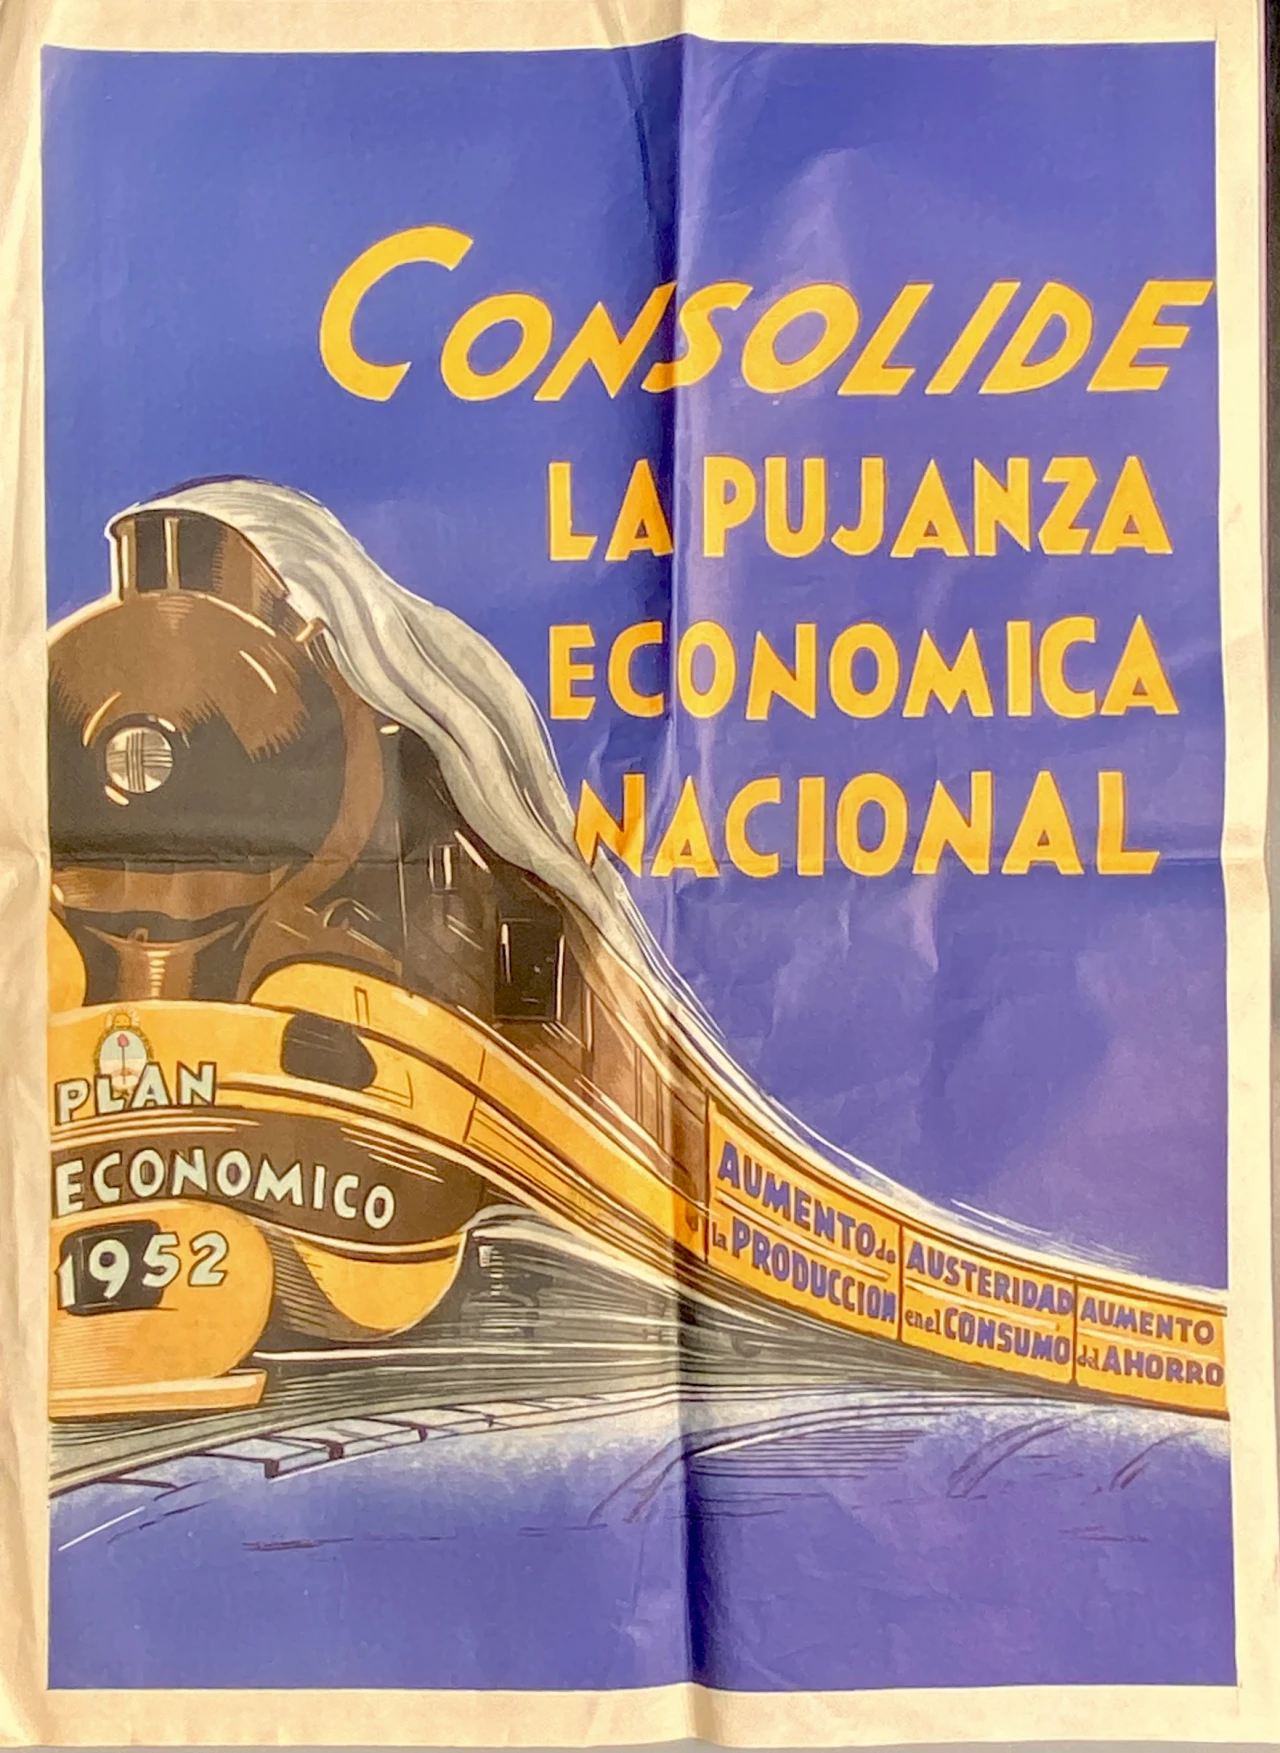 CONSOLIDE
LA PUJANZA
ECONOMICA
NACIONAL
PLAN
ECONOMICO
1952
AUMENTO de
la PRODUCCION
AUSTERIDAD
en el CONSUMO
AUMENTO
del AHORRO